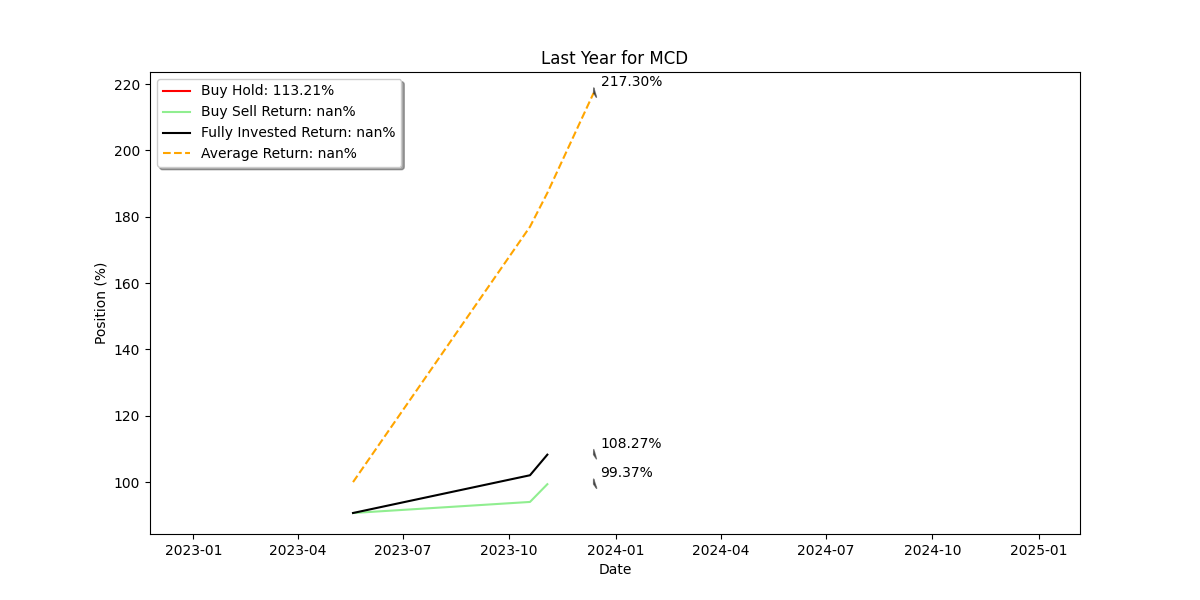 Last Year for MCD
217.30%
Buy Hold: 113.21%
Buy Sell Return: nan%
Fully Invested Return: nan%
Average Return: nan%
220
200
180
160
140
120
100
Position (%)
108.27%
99.37%
2023-01 2023-04 2023-07 2023-10 2024-01 2024-04 2024-07 2024-10 2025-01
Date